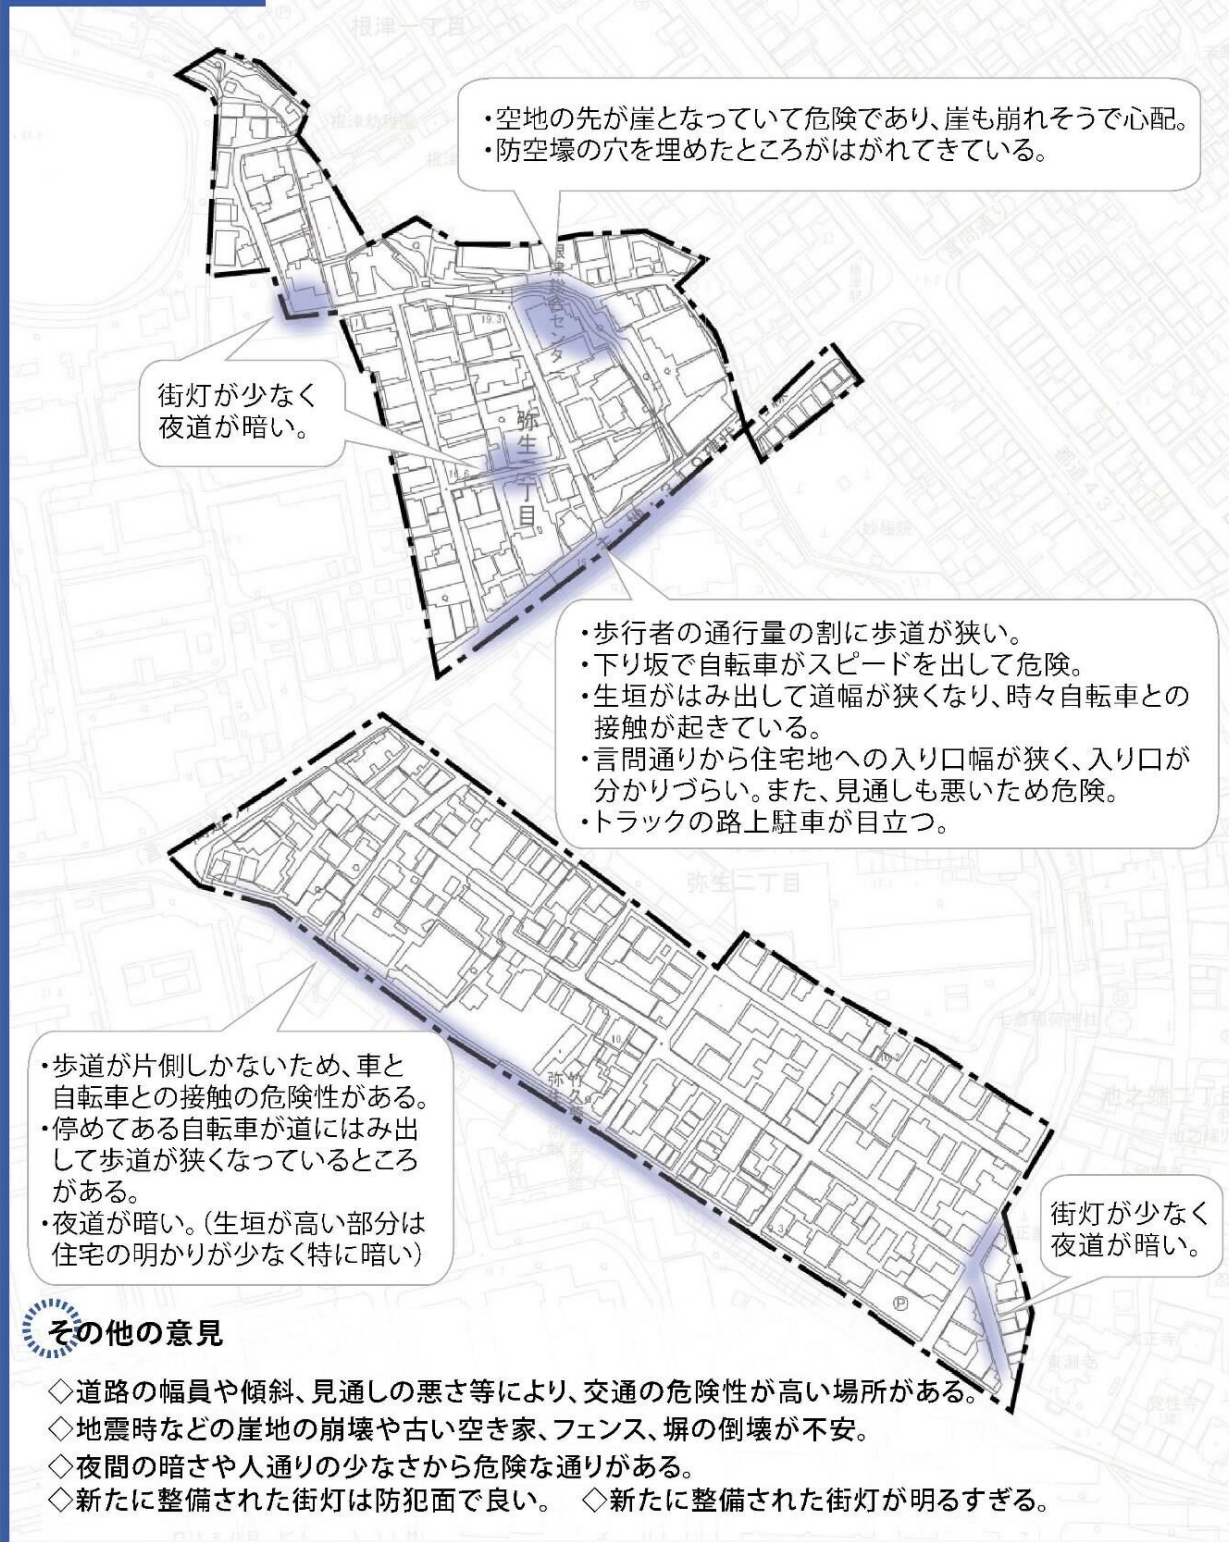 根津一丁目
・空地の先が崖となっていて危険であり、崖も崩れそうで心配。
・防空壕の穴を埋めたところがはがれてきている。
根津総合センター
19.3
街灯が少なく
夜道が暗い。
弥生二丁目
妙極院
・歩行者の通行量の割に歩道が狭い。
・下り坂で自転車がスピードを出して危険。
・生垣がはみ出して道幅が狭くなり、時々自転車との
接触が起きている。
・言問通りから住宅地への入り口幅が狭く、入り口が
分かりづらい。また、見通しも悪いため危険。
・トラックの路上駐車が目立つ。
弥生二丁目
・歩道が片側しかないため、車と
自転車との接触の危険性がある。
・停めてある自転車が道にはみ出
して歩道が狭くなっているところ
がある。
・夜道が暗い。(生垣が高い部分は
住宅の明かりが少なく特に暗い)
池之端二丁目
街灯が少なく
夜道が暗い。
Ⓟ
その他の意見
◇道路の幅員や傾斜、見通しの悪さ等により、交通の危険性が高い場所がある。
◇地震時などの崖地の崩壊や古い空き家、フェンス、塀の倒壊が不安。
◇夜間の暗さや人通りの少なさから危険な通りがある。
◇新たに整備された街灯は防犯面で良い。 ◇新たに整備された街灯が明るすぎる。